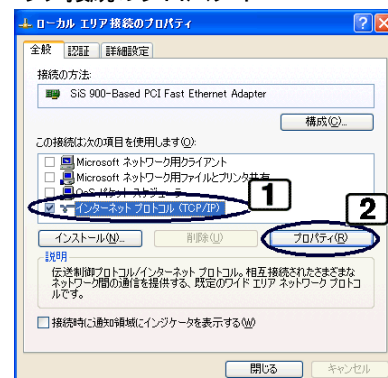 ローカル エリア接続のプロパティ
全般 認証 詳細設定
接続の方法:
SiS 900-Based PCI Fast Ethernet Adapter
構成(C)...
この接続は次の項目を使用します(O):
Microsoft ネットワーク用クライアント
Microsoft ネットワーク用ファイルとプリンタ共有
QoS パケット スケジューラ
インターネット プロトコル (TCP/IP)
1
2
インストール(N)... 削除(U) プロパティ(R)
説明
伝送制御プロトコル/インターネット プロトコル。相互接続されたさまざまな
ネットワーク間の通信を提供する、既定のワイド エリア ネットワーク プロトコ
ルです。
接続時に通知領域にインジケータを表示する(W)
閉じる キャンセル